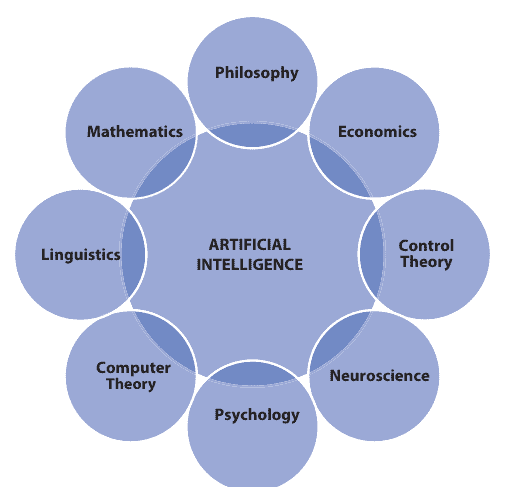 Philosophy
Mathematics
Economics
Linguistics
ARTIFICIAL
INTELLIGENCE
Control
Theory
Computer
Theory
Neuroscience
Psychology